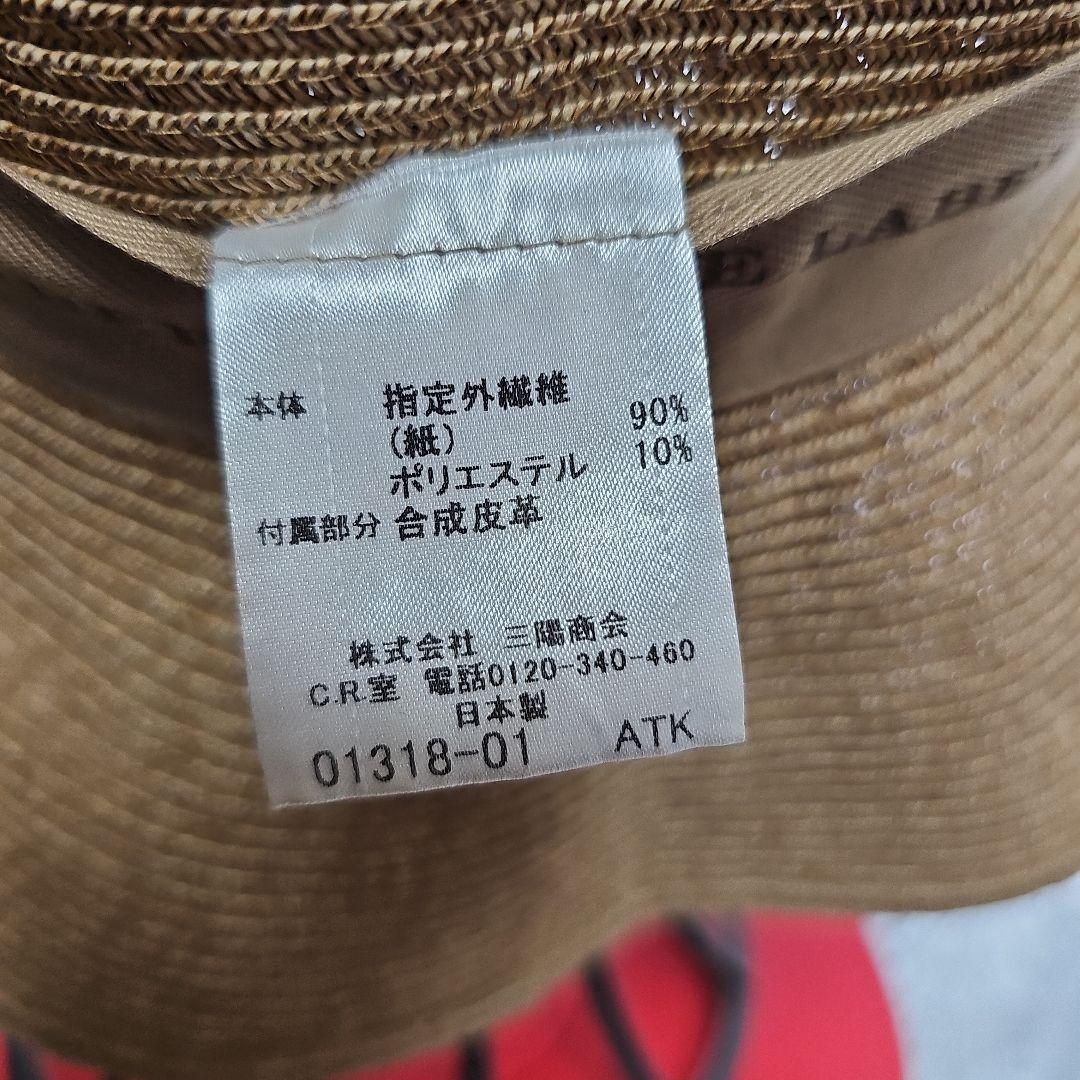 E LAB
本体 指定外繊維 90%
(紙)
ポリエステル 10%
付属部分 合成皮革
株式会社 三陽商会
C.R.室 電話0120-340-460
日本製
01318-01 ATK